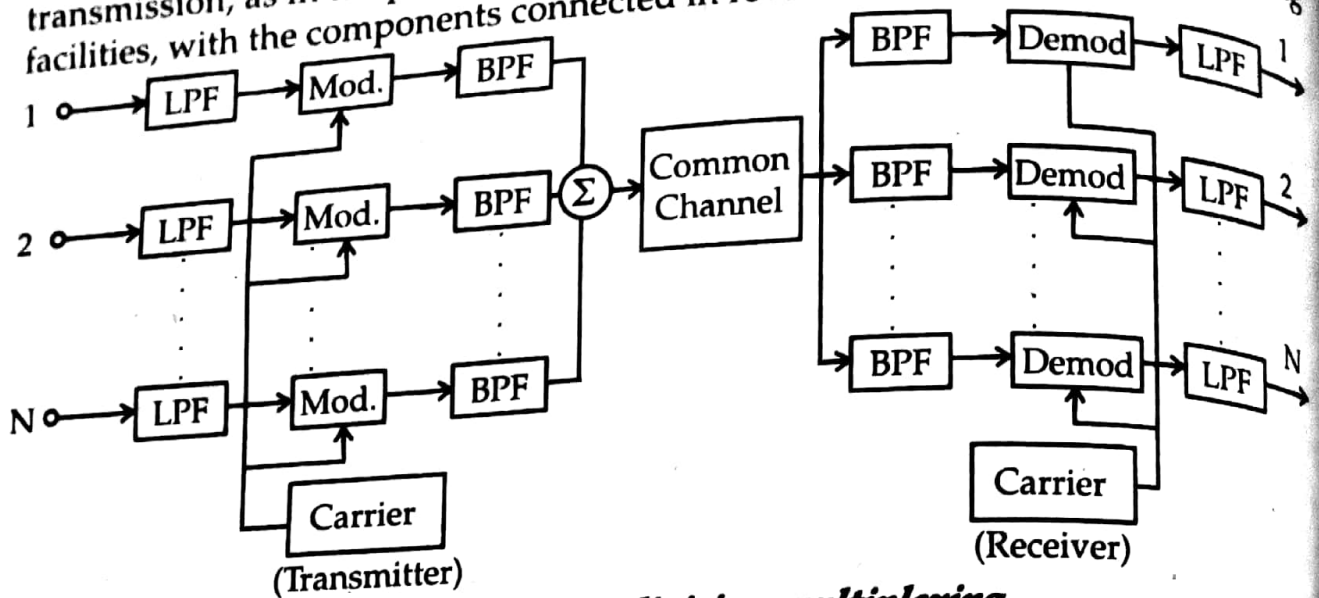 transmission, as in
facilities, with the components connected in
1 LPF Mod. BPF
2 LPF Mod. BPF
N LPF Mod. BPF
Σ
Common
Channel
Carrier
(Transmitter)
BPF Demod LPF 1
BPF Demod LPF 2
BPF Demod LPF N
Carrier
(Receiver)
multiplexing